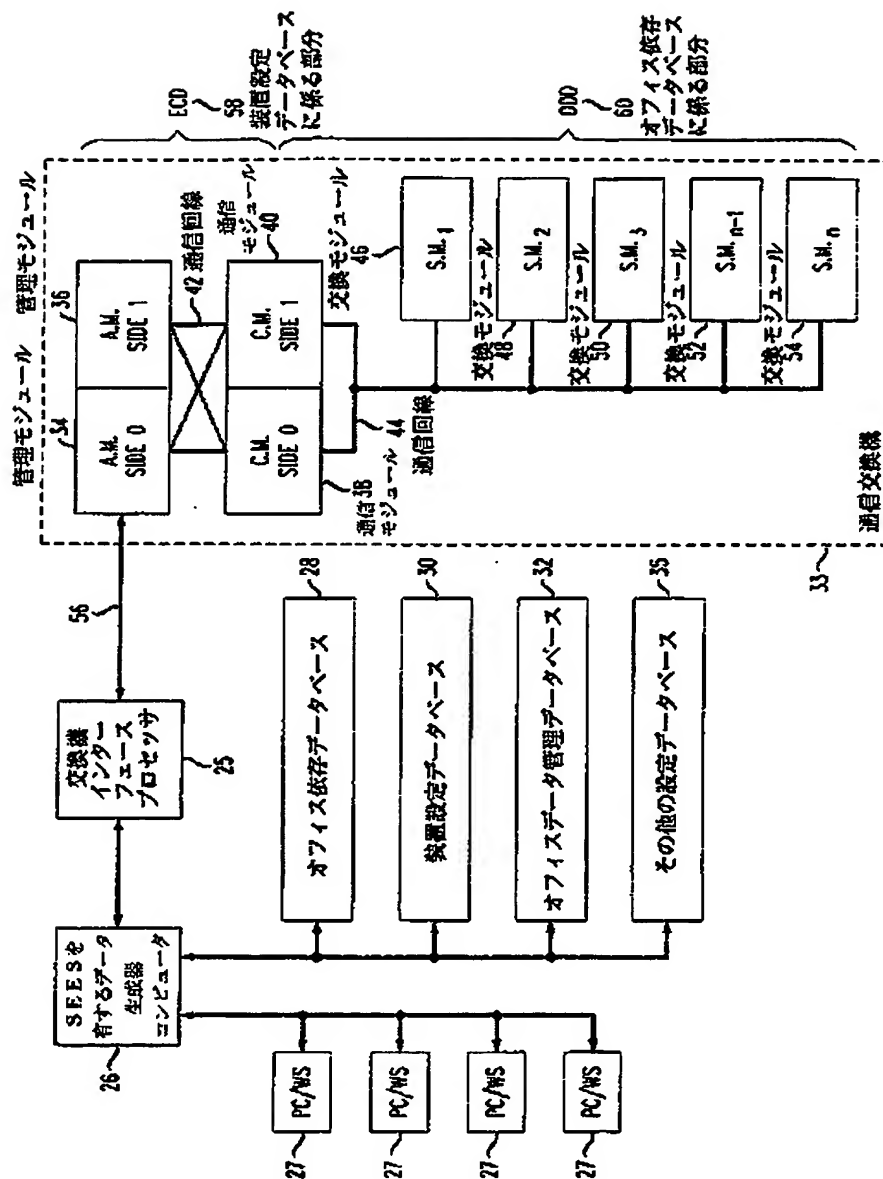 26
SEESを
有するデータ
生成器
コンピュータ
交換機
インター
フェース
プロセッサ
25
56
27
PC/WS
27
PC/WS
27
PC/WS
27
PC/WS
オフィス依存データベース
28
装置設定データベース
30
オフィスデータ管理データベース
32
その他の設定データベース
35
33
通信交換機
管理モジュール
34
管理モジュール
36
A.M.
SIDE 0
A.M.
SIDE 1
42 通信回線
通信
モジュール
40
C.M.
SIDE 0
C.M.
SIDE 1
38
通信
モジュール
44
通信回線
交換モジュール
46
S.M. 1
交換モジュール
48
S.M. 2
交換モジュール
50
S.M. 3
交換モジュール
52
S.M. n-1
交換モジュール
54
S.M. n
ECD
58
装置設定
データベース
に係る部分
ODD
60
オフィス依存
データベース
に係る部分